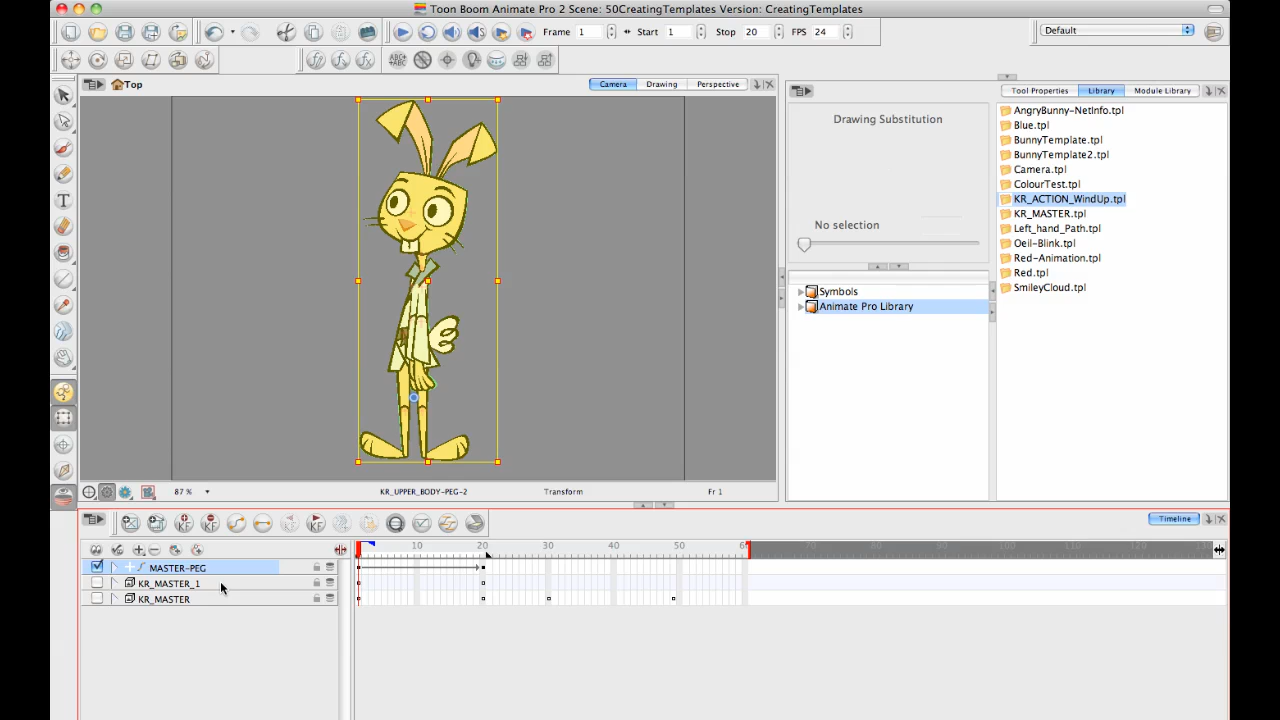 Toon Boom Animate Pro 2 Scene: 50CreatingTemplates Version: CreatingTemplates
Frame 1 Start 1 Stop 20 FPS 24 Default
Top Camera Drawing Perspective
Tool Properties Library Module Library
Drawing Substitution
No selection
Symbols
Animate Pro Library
AngryBunny-NetInfo.tpl
Blue.tpl
BunnyTemplate.tpl
BunnyTemplate2.tpl
Camera.tpl
ColourTest.tpl
KR_ACTION_WindUp.tpl
KR_MASTER.tpl
Left_hand_Path.tpl
Oeil-Blink.tpl
Red-Animation.tpl
Red.tpl
SmileyCloud.tpl
87 % KR_UPPER_BODY-PEG-2 Transform Fr 1
Timeline
10 20 30 40 50
MASTER-PEG
KR_MASTER_1
KR_MASTER